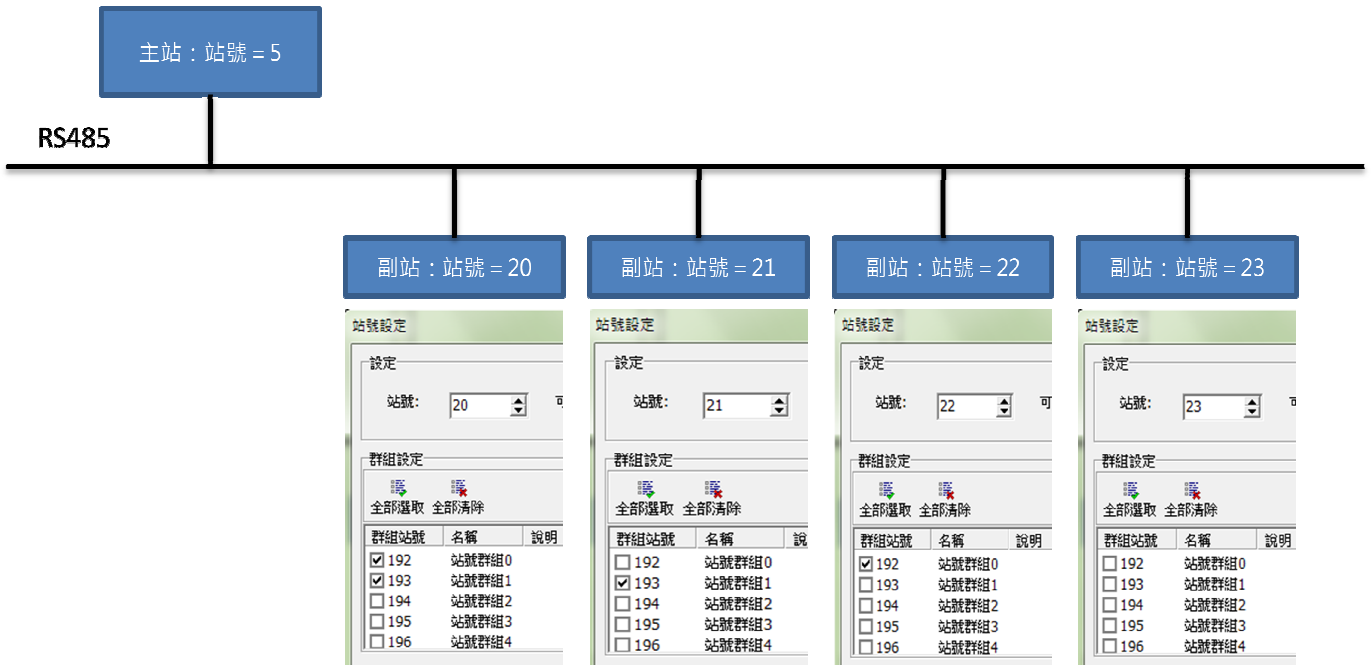 主站：站號 = 5
RS485
副站：站號 = 20
副站：站號 = 21
副站：站號 = 22
副站：站號 = 23
站號設定
設定
站號: 20
群組設定
全部選取 全部清除
群組站號 名稱 說明
192 站號群組0
193 站號群組1
194 站號群組2
195 站號群組3
196 站號群組4
站號設定
設定
站號: 21
群組設定
全部選取 全部清除
群組站號 名稱 說
192 站號群組0
193 站號群組1
194 站號群組2
195 站號群組3
196 站號群組4
站號設定
設定
站號: 22 可
群組設定
全部選取 全部清除
群組站號 名稱 說明
192 站號群組0
193 站號群組1
194 站號群組2
195 站號群組3
196 站號群組4
站號設定
設定
站號: 23
群組設定
全部選取 全部清除
群組站號 名稱 說明
192 站號群組0
193 站號群組1
194 站號群組2
195 站號群組3
196 站號群組4